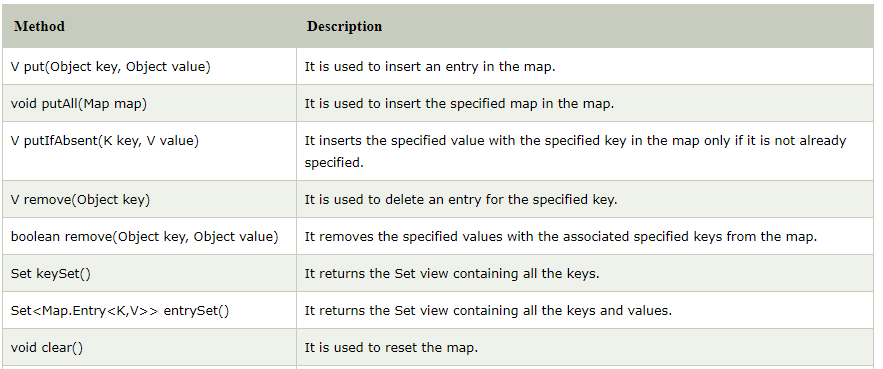 Method Description
V put(Object key, Object value) It is used to insert an entry in the map.
void putAll(Map map) It is used to insert the specified map in the map.
V putIfAbsent(K key, V value) It inserts the specified value with the specified key in the map only if it is not already
specified.
V remove(Object key) It is used to delete an entry for the specified key.
boolean remove(Object key, Object value) It removes the specified values with the associated specified keys from the map.
Set keySet() It returns the Set view containing all the keys.
Set<Map.Entry<K,V>> entrySet() It returns the Set view containing all the keys and values.
void clear() It is used to reset the map.